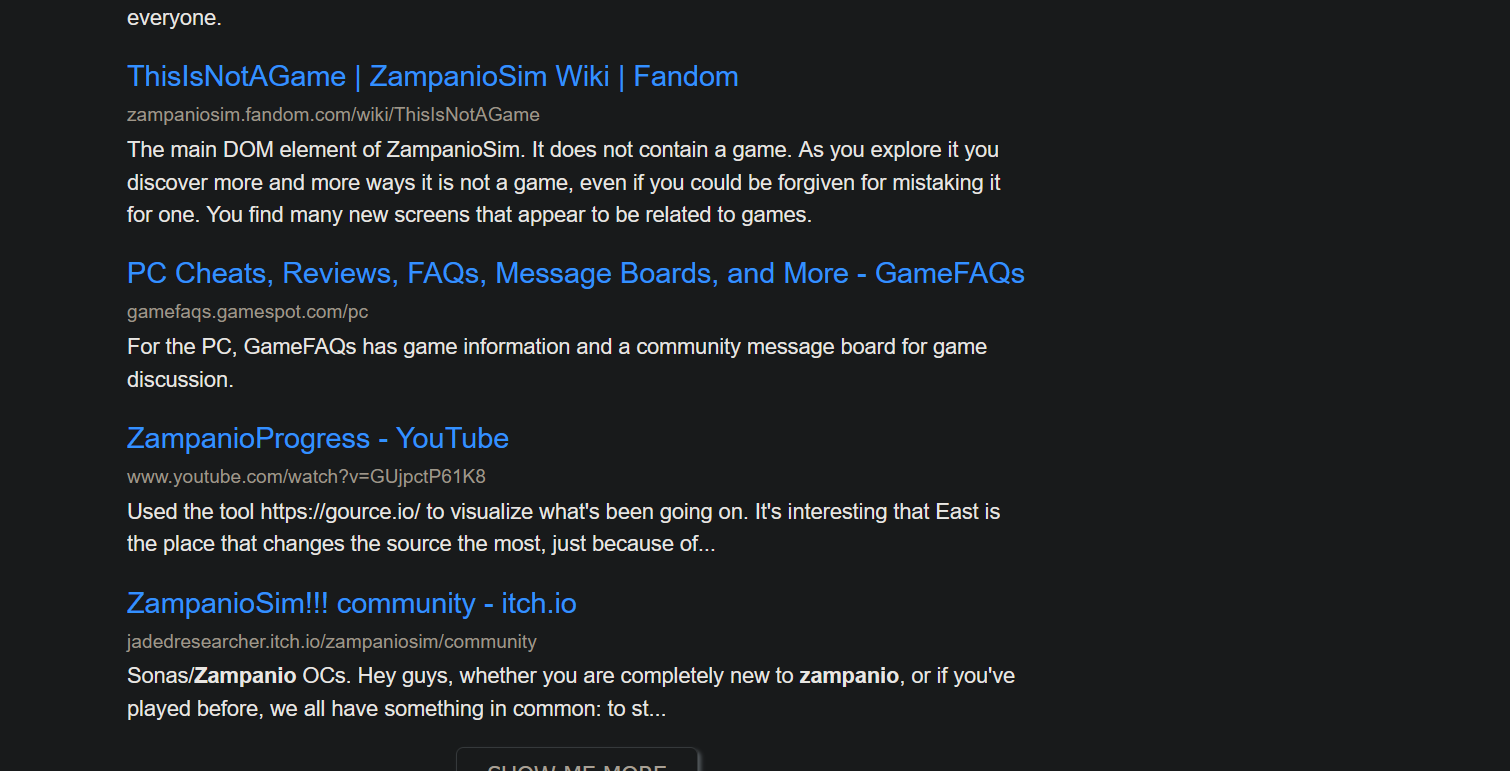 everyone.
ThisIsNotAGame | ZampanioSim Wiki | Fandom
zampaniosim.fandom.com/wiki/ThisIsNotAGame
The main DOM element of ZampanioSim. It does not contain a game. As you explore it you
discover more and more ways it is not a game, even if you could be forgiven for mistaking it
for one. You find many new screens that appear to be related to games.
PC Cheats, Reviews, FAQs, Message Boards, and More - GameFAQs
gamefaqs.gamespot.com/pc
For the PC, GameFAQs has game information and a community message board for game
discussion.
ZampanioProgress - YouTube
www.youtube.com/watch?v=GUjpctP61K8
Used the tool https://gource.io/ to visualize what's been going on. It's interesting that East is
the place that changes the source the most, just because of...
ZampanioSim!!! community - itch.io
jadedresearcher.itch.io/zampaniosim/community
Sonas/Zampanio OCs. Hey guys, whether you are completely new to zampanio, or if you've
played before, we all have something in common: to st...
SHOW ME MORE